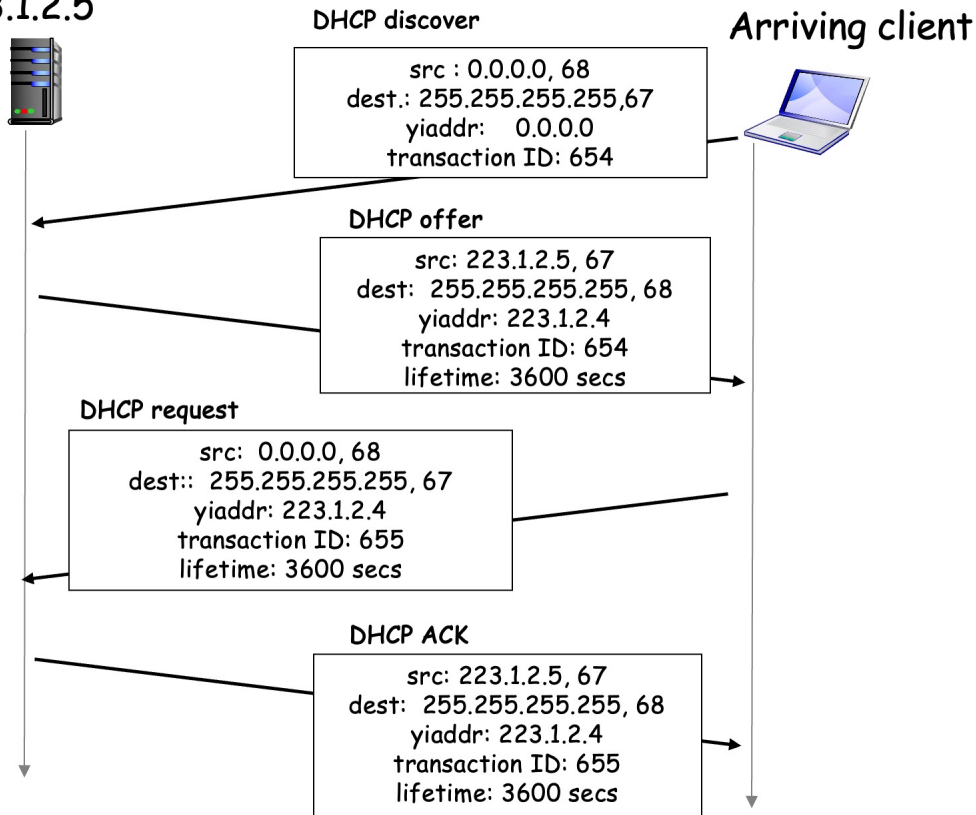 3.1.2.5
DHCP discover
Arriving client
src : 0.0.0.0, 68
dest.: 255.255.255.255,67
yiaddr: 0.0.0.0
transaction ID: 654
DHCP offer
src: 223.1.2.5, 67
dest: 255.255.255.255, 68
yiaddr: 223.1.2.4
transaction ID: 654
lifetime: 3600 secs
DHCP request
src: 0.0.0.0, 68
dest:: 255.255.255.255, 67
yiaddr: 223.1.2.4
transaction ID: 655
lifetime: 3600 secs
DHCP ACK
src: 223.1.2.5, 67
dest: 255.255.255.255, 68
yiaddr: 223.1.2.4
transaction ID: 655
lifetime: 3600 secs